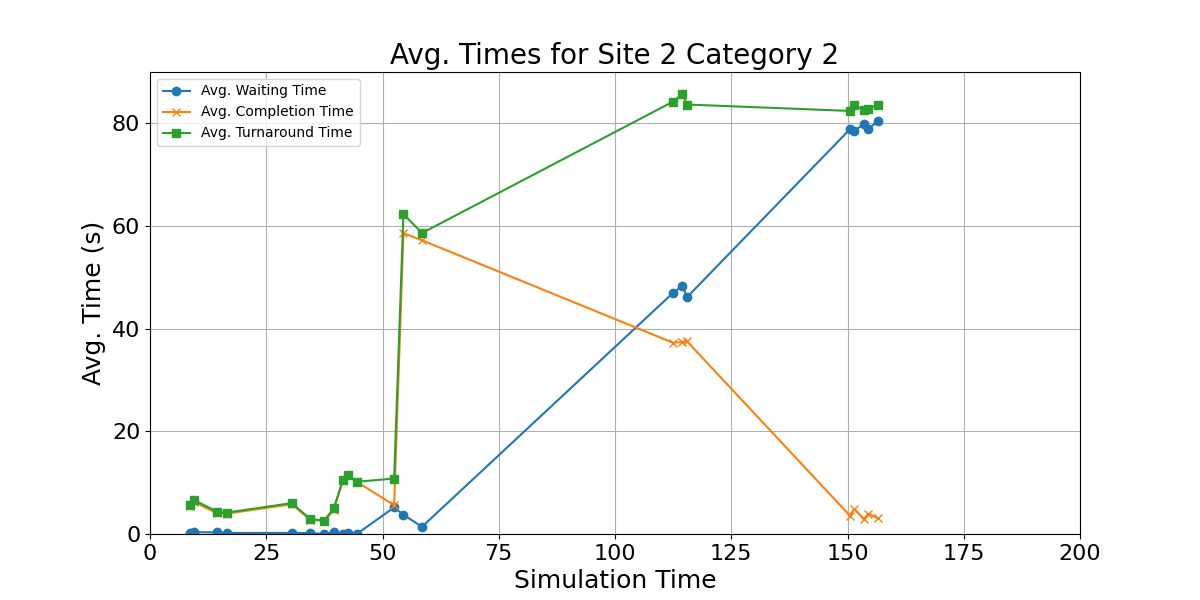 Avg. Times for Site 2 Category 2
Avg. Waiting Time
Avg. Completion Time
Avg. Turnaround Time
Avg. Time (s)
80
60
40
20
0
0 25 50 75 100 125 150 175 200
Simulation Time